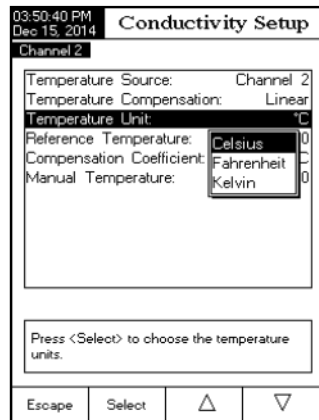 03:50:40 PM
Dec 15, 2014
Conductivity Setup
Channel 2
Temperature Source: Channel 2
Temperature Compensation: Linear
Temperature Unit: °C
Reference Temperature: 0
Compensation Coefficient: C
Manual Temperature: 0
Celsius
Fahrenheit
Kelvin
Press <Select> to choose the temperature
units.
Escape Select △ ▽